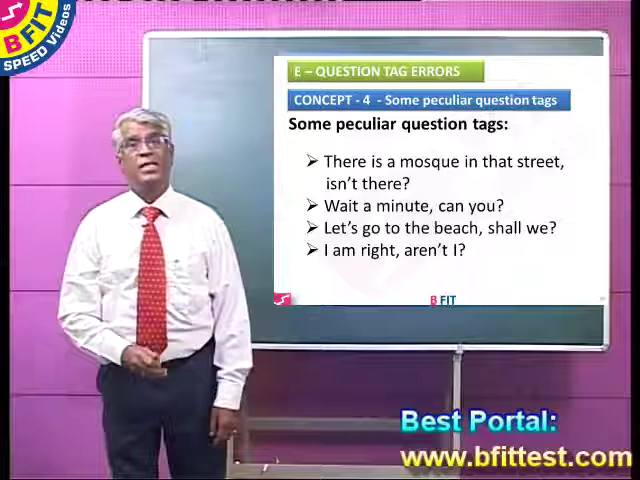 BFIT
SPEED Videos
E – QUESTION TAG ERRORS
CONCEPT - 4 - Some peculiar question tags
Some peculiar question tags:
➢ There is a mosque in that street,
isn't there?
➢ Wait a minute, can you?
➢ Let's go to the beach, shall we?
➢ I am right, aren't I?
B FIT
Best Portal:
www.bfittest.com